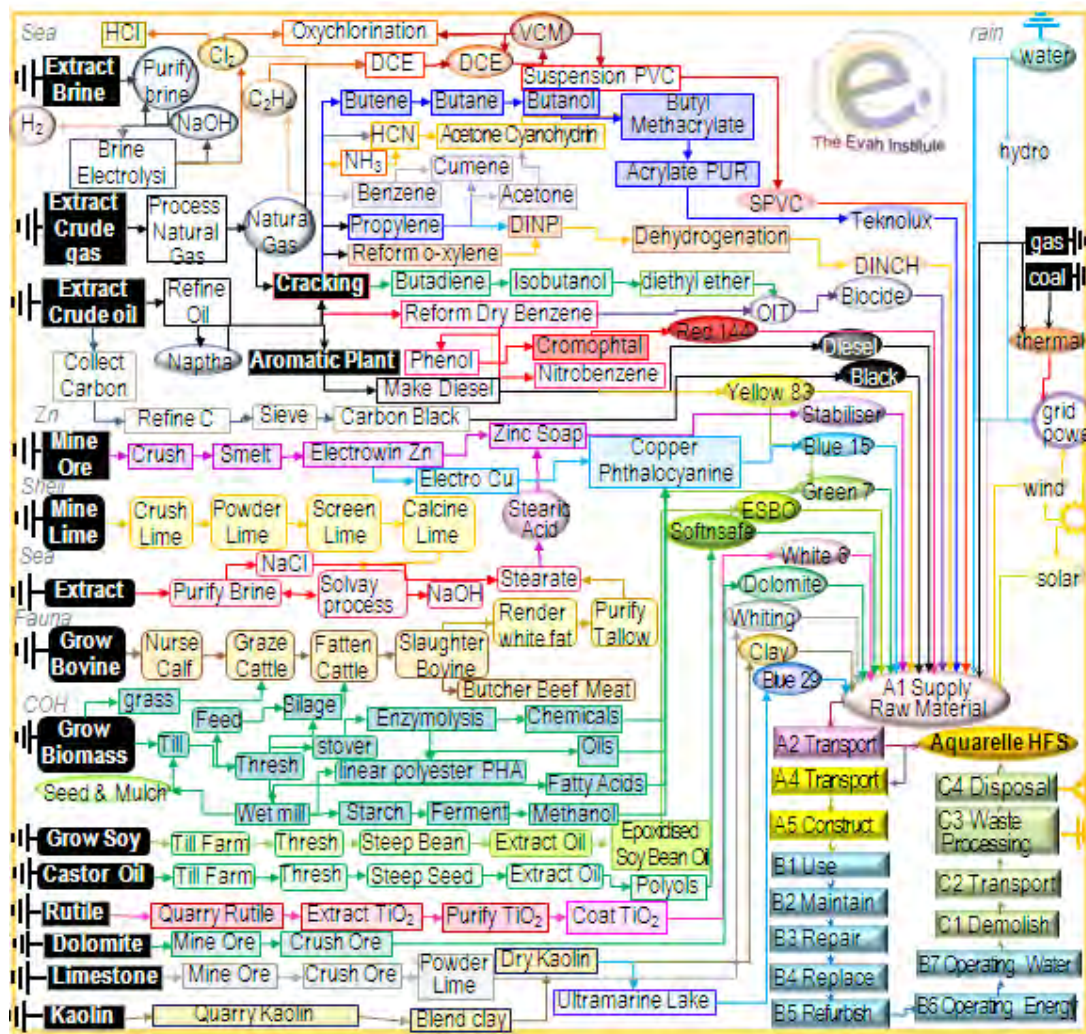 Sea
HCl
Cl2
Oxychlorination
VCM
rain
water
Extract
Brine
Purify
brine
C2H4
DCE
DCE
Suspension PVC
The Evah Institute
H2
NaOH
Brine
Electrolysi
Butene
Butane
Butanol
Butyl
Methacrylate
HCN
Acetone Cyanohydrin
NH3
Cumene
Benzene
Acetone
Acrylate PUR
hydro
Extract
Crude
gas
Process
Natural
Gas
Natural
Gas
Propylene
DINP
SPVC
Teknolux
Reform o-xylene
Dehydrogenation
DINCH
gas
coal
Cracking
Butadiene
Isobutanol
diethyl ether
OIT
Biocide
Extract
Crude oil
Refine
Oil
Reform Dry Benzene
Red 144
thermal
Naptha
Aromatic Plant
Phenol
Cromophtal
Nitrobenzene
Diesel
Black
Collect
Carbon
Make Diesel
Yellow 83
Zn
Refine C
Sieve
Carbon Black
Stabiliser
grid
power
Mine
Ore
Crush
Smelt
Electrowin Zn
Zinc Soap
Electro Cu
Copper
Phthalocyanine
Blue 15
Green 7
wind
Shell
Mine
Lime
Crush
Lime
Powder
Lime
Screen
Lime
Calcine
Lime
Stearic
Acid
ESBO
Softnsafe
White 6
solar
Sea
Extract
Purify Brine
NaCl
Solvay
process
NaOH
Stearate
Dolomite
Whiting
Fauna
Grow
Bovine
Nurse
Calf
Graze
Cattle
Fatten
Cattle
Slaughter
Bovine
Render
white fat
Purify
Tallow
Butcher Beef Meat
Clay
Blue 29
COH
Grow
Biomass
grass
Till
Feed
Silage
stover
Thresh
Enzymolysis
Chemicals
Oils
linear polyester PHA
Fatty Acids
Seed & Mulch
Wet mill
Starch
Ferment
Methanol
A1 Supply
Raw Material
A2 Transport
Aquarelle HFS
A4 Transport
C4 Disposal
A5 Construct
C3 Waste
Processing
Grow Soy
Till Farm
Thresh
Steep Bean
Extract Oil
Epoxidised
Soy Bean Oil
B1 Use
C2 Transport
Castor Oil
Till Farm
Thresh
Steep Seed
Extract Oil
Polyols
B2 Maintain
C1 Demolish
Rutile
Quarry Rutile
Extract TiO2
Purify TiO2
Coat TiO2
B3 Repair
B7 Operating Water
Dolomite
Mine Ore
Crush Ore
Limestone
Mine Ore
Crush Ore
Powder
Lime
Dry Kaolin
B4 Replace
Ultramarine Lake
B5 Refurbish
B6 Operating Energy
Kaolin
Quarry Kaolin
Blend clay